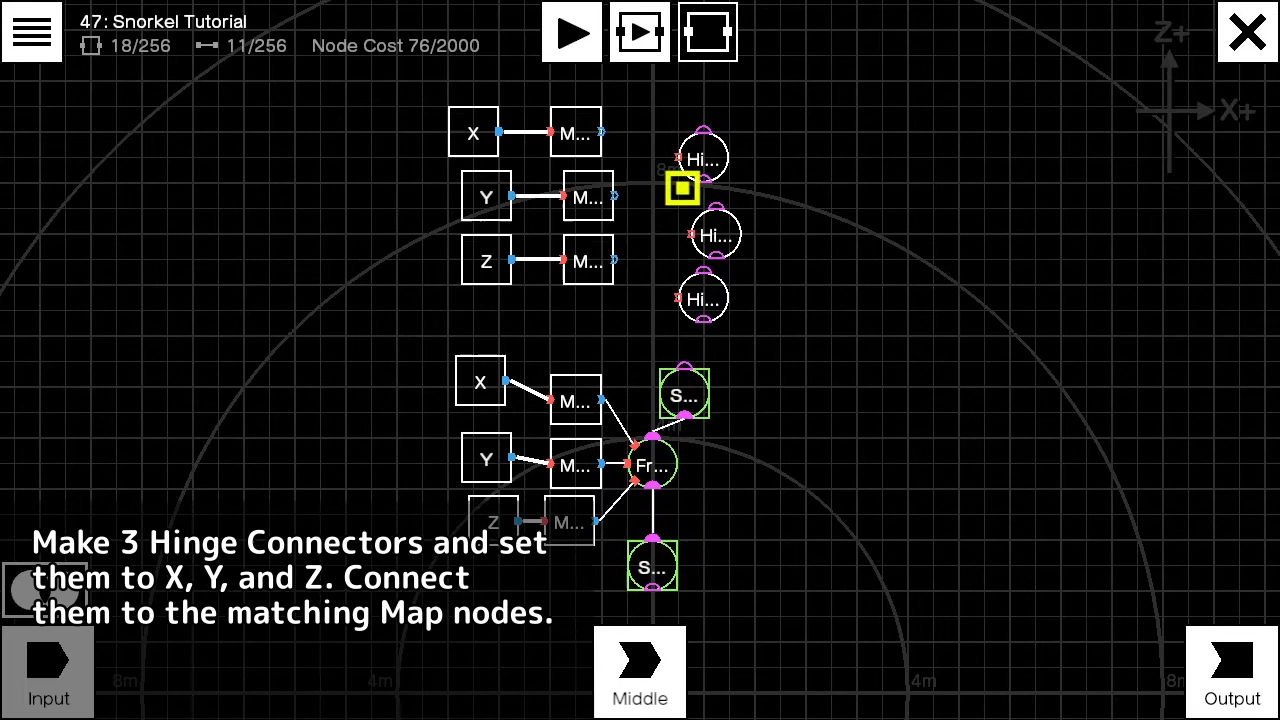 47: Snorkel Tutorial
18/256 11/256 Node Cost 76/2000
Z+
X+
X M...
Hi...
8m
Y M...
Hi...
Z M...
Hi...
X M... S...
Y M... Fr...
Z M...
Make 3 Hinge Connectors and set
them to X, Y, and Z. Connect
them to the matching Map nodes.
S...
8m 4m 4m
Input Middle Output